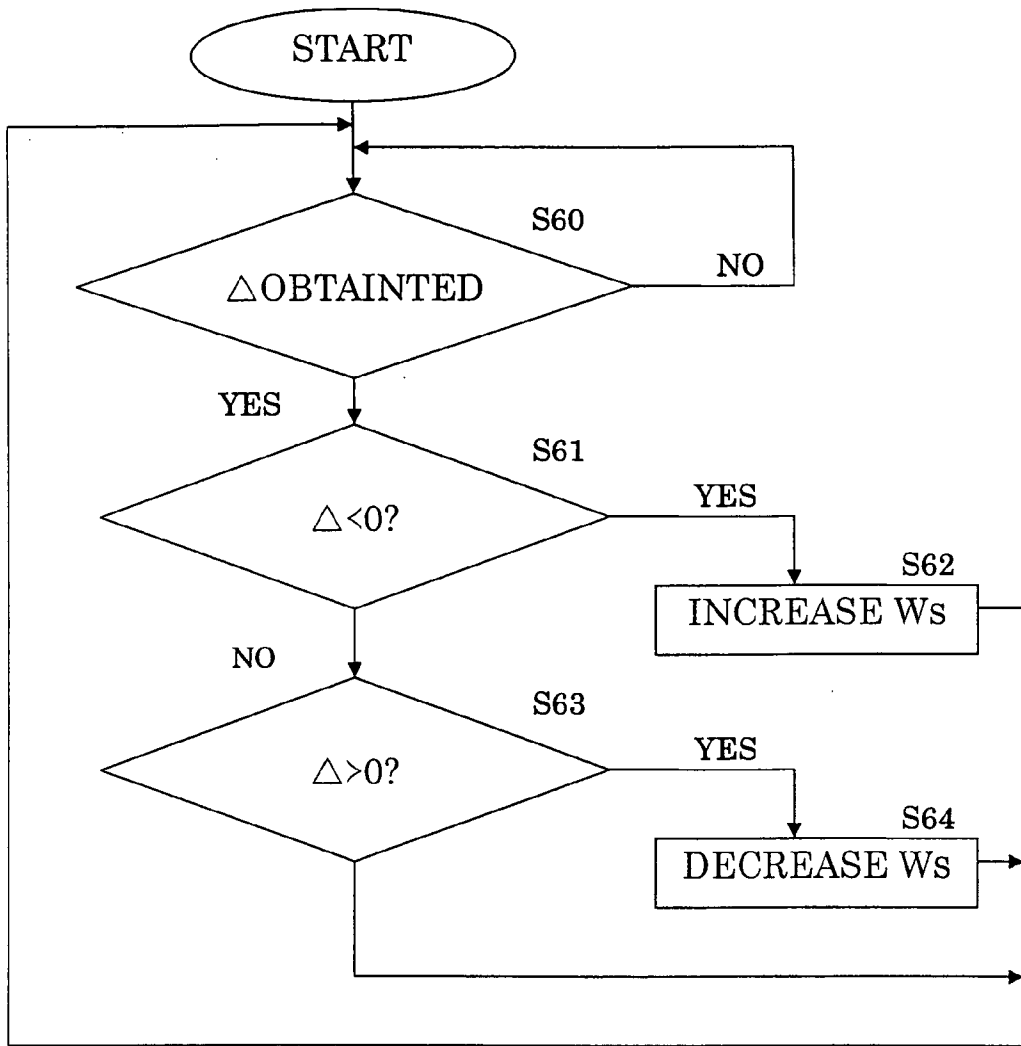 START
S60
NO
△OBTAINTED
YES
S61
YES
△<0?
S62
INCREASE Ws
NO
S63
YES
△>0?
S64
DECREASE Ws